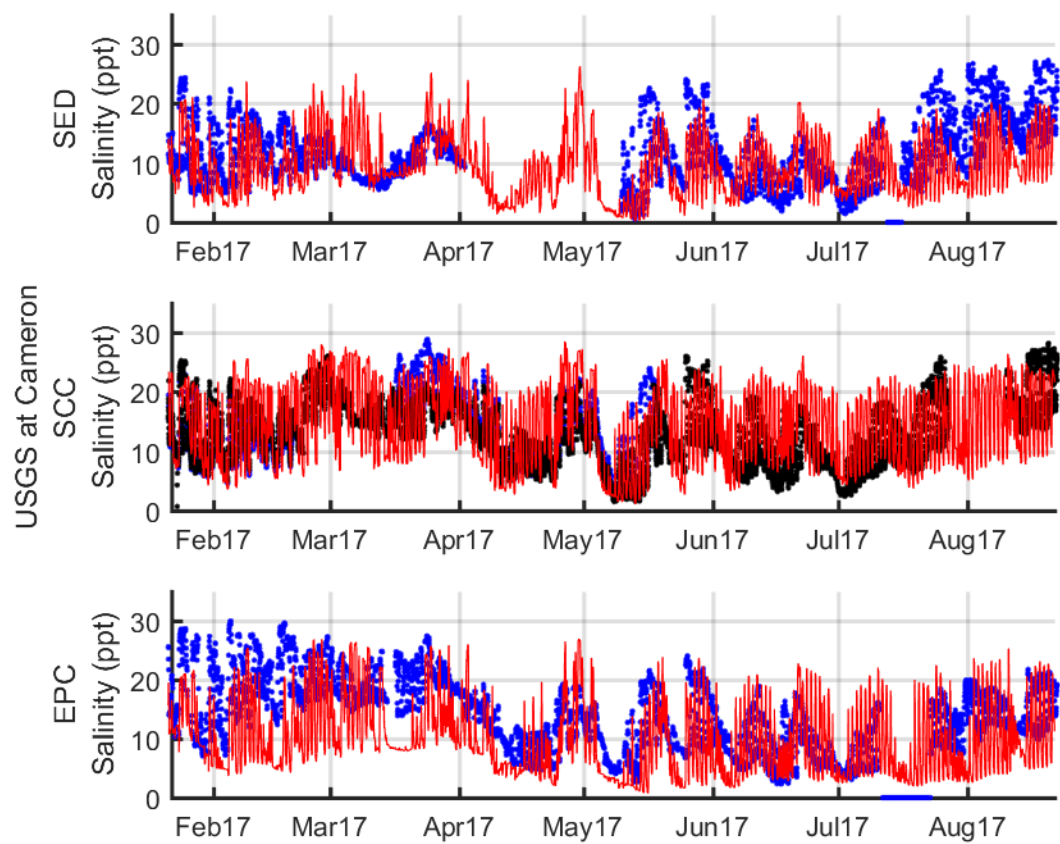 SED
Salinity (ppt)
30
20
10
0
Feb17 Mar17 Apr17 May17 Jun17 Jul17 Aug17
USGS at Cameron
SCC
Salinity (ppt)
30
20
10
0
Feb17 Mar17 Apr17 May17 Jun17 Jul17 Aug17
EPC
Salinity (ppt)
30
20
10
0
Feb17 Mar17 Apr17 May17 Jun17 Jul17 Aug17